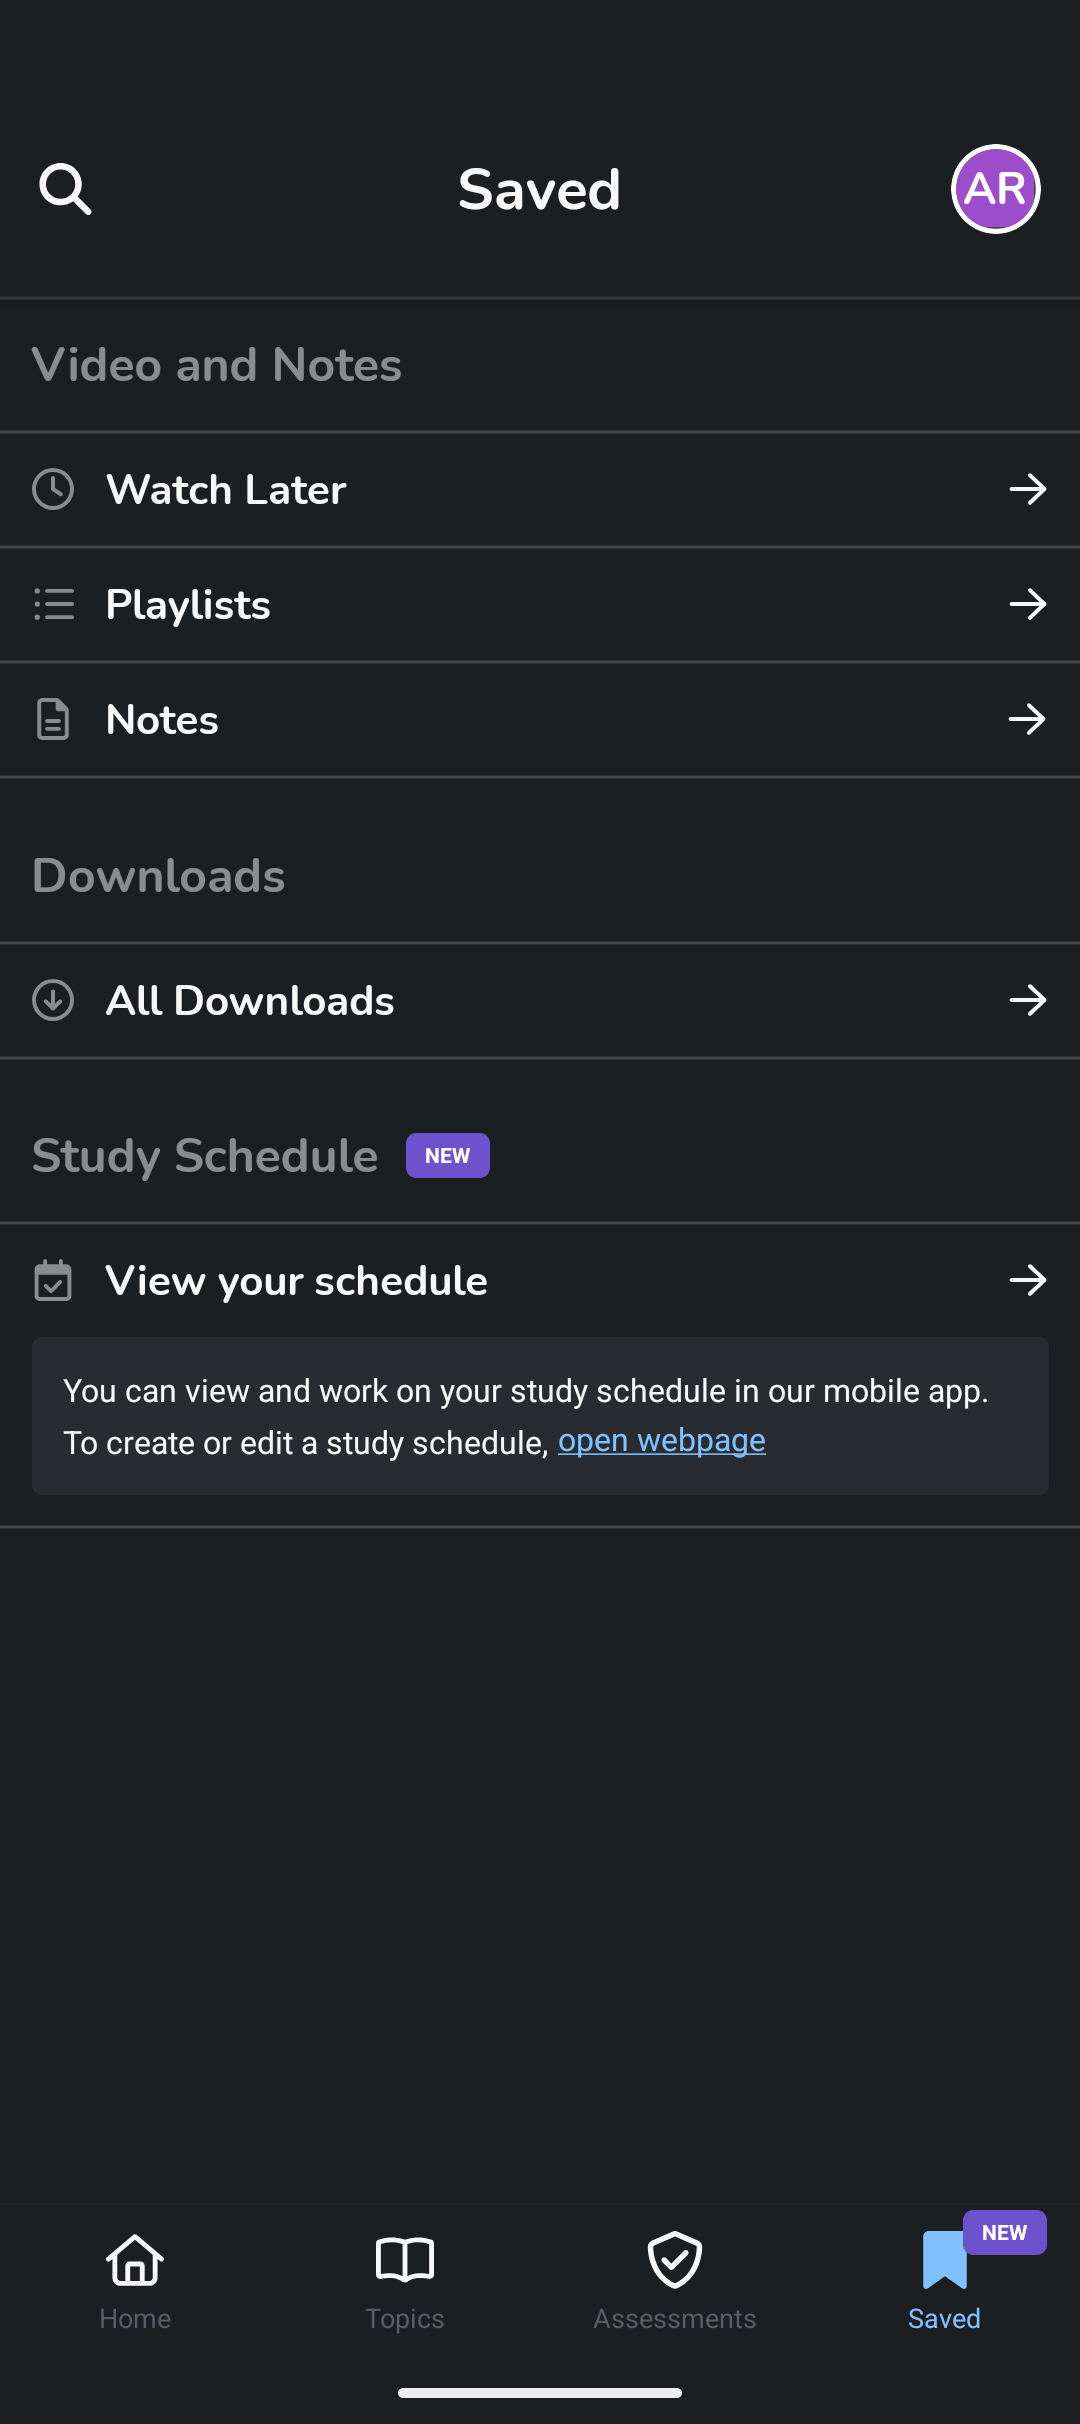 Saved
AR
Video and Notes
Watch Later
Playlists
Notes
Downloads
All Downloads
Study Schedule NEW
View your schedule
You can view and work on your study schedule in our mobile app.
To create or edit a study schedule, open webpage
NEW
Home Topics Assessments Saved